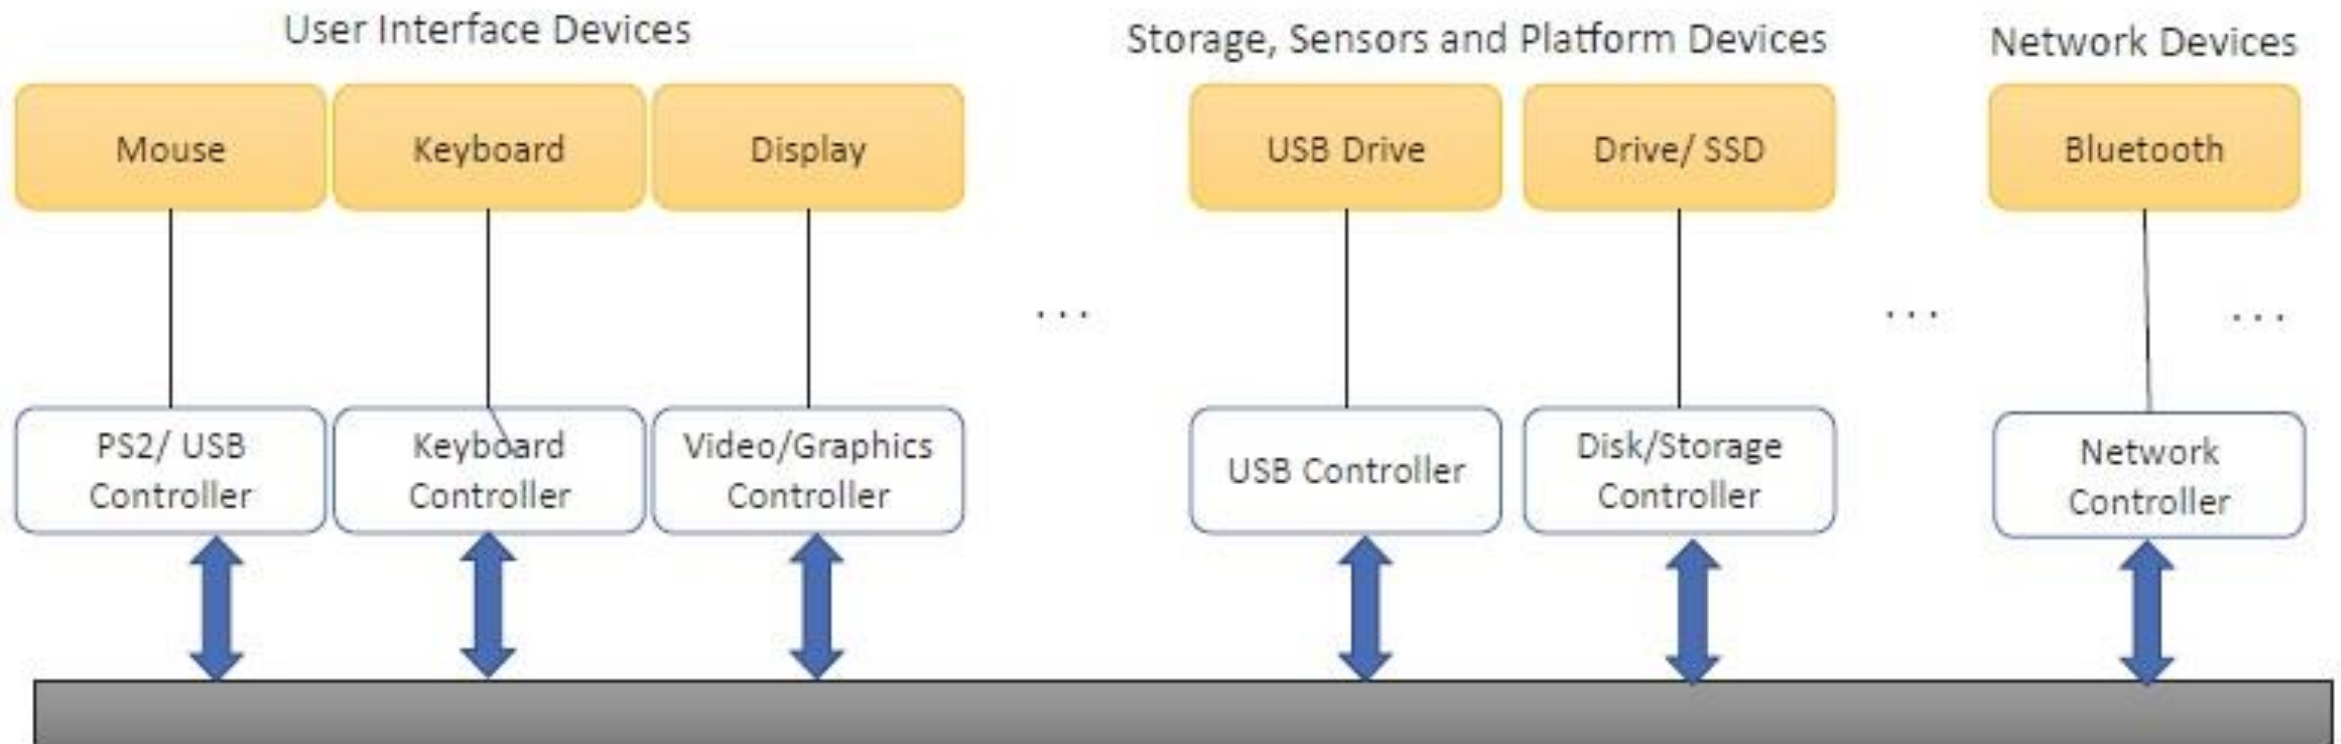 User Interface Devices
Storage, Sensors and Platform Devices
Network Devices
Mouse
Keyboard
Display
USB Drive
Drive/ SSD
Bluetooth
...
...
...
PS2/ USB
Controller
Keyboard
Controller
Video/Graphics
Controller
USB Controller
Disk/Storage
Controller
Network
Controller